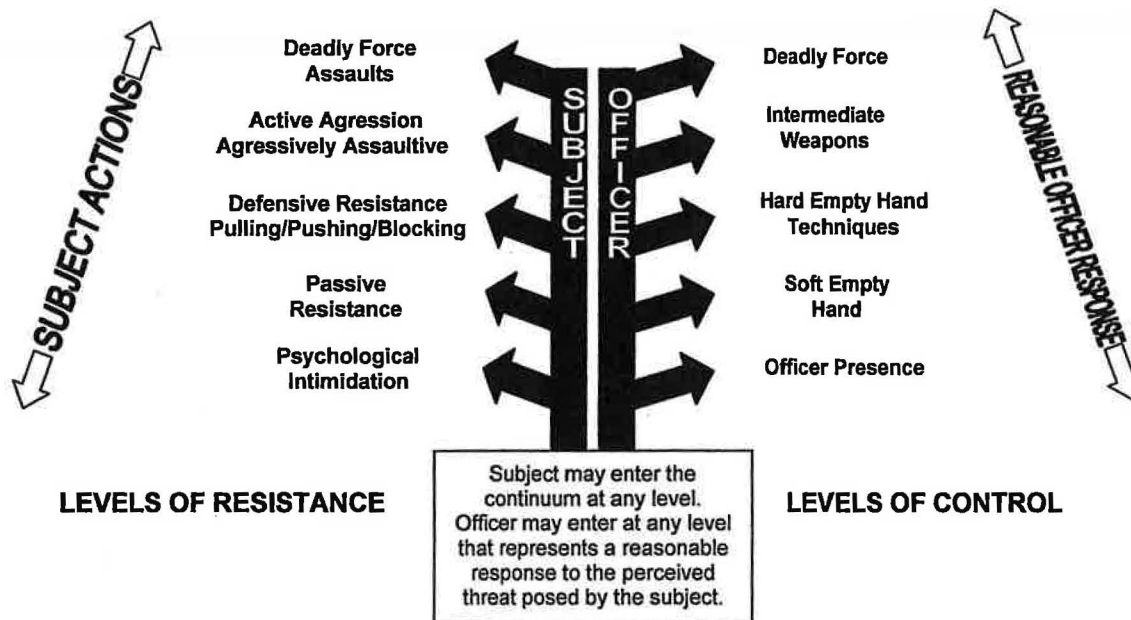 SUBJECT ACTIONS
Deadly Force
Assaults
Active Agression
Agressively Assaultive
Defensive Resistance
Pulling/Pushing/Blocking
Passive
Resistance
Psychological
Intimidation
SUBJECT
OFFICER
Deadly Force
Intermediate
Weapons
Hard Empty Hand
Techniques
Soft Empty
Hand
Officer Presence
REASONABLE OFFICER RESPONSE
LEVELS OF RESISTANCE
Subject may enter the
continuum at any level.
Officer may enter at any level
that represents a reasonable
response to the perceived
threat posed by the subject.
LEVELS OF CONTROL